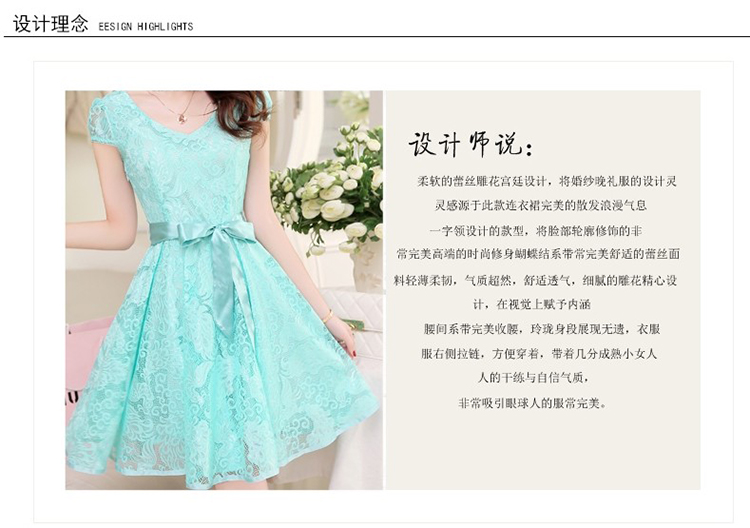 设计理念 EESIGN HIGHLIGHTS
设计师说：
柔软的蕾丝雕花宫廷设计，将婚纱晚礼服的设计灵
灵感源于此款连衣裙完美的散发浪漫气息
一字领设计的款型，将脸部轮廓修饰的非
常完美高端的时尚修身蝴蝶结系带常完美舒适的蕾丝面
料轻薄柔韧，气质超然，舒适透气，细腻的雕花精心设
计，在视觉上赋予内涵
腰间系带完美收腰，玲珑身段展现无遗，衣服
服右侧拉链，方便穿着，带着几分成熟小女人
人的干练与自信气质，
非常吸引眼球人的服常完美。